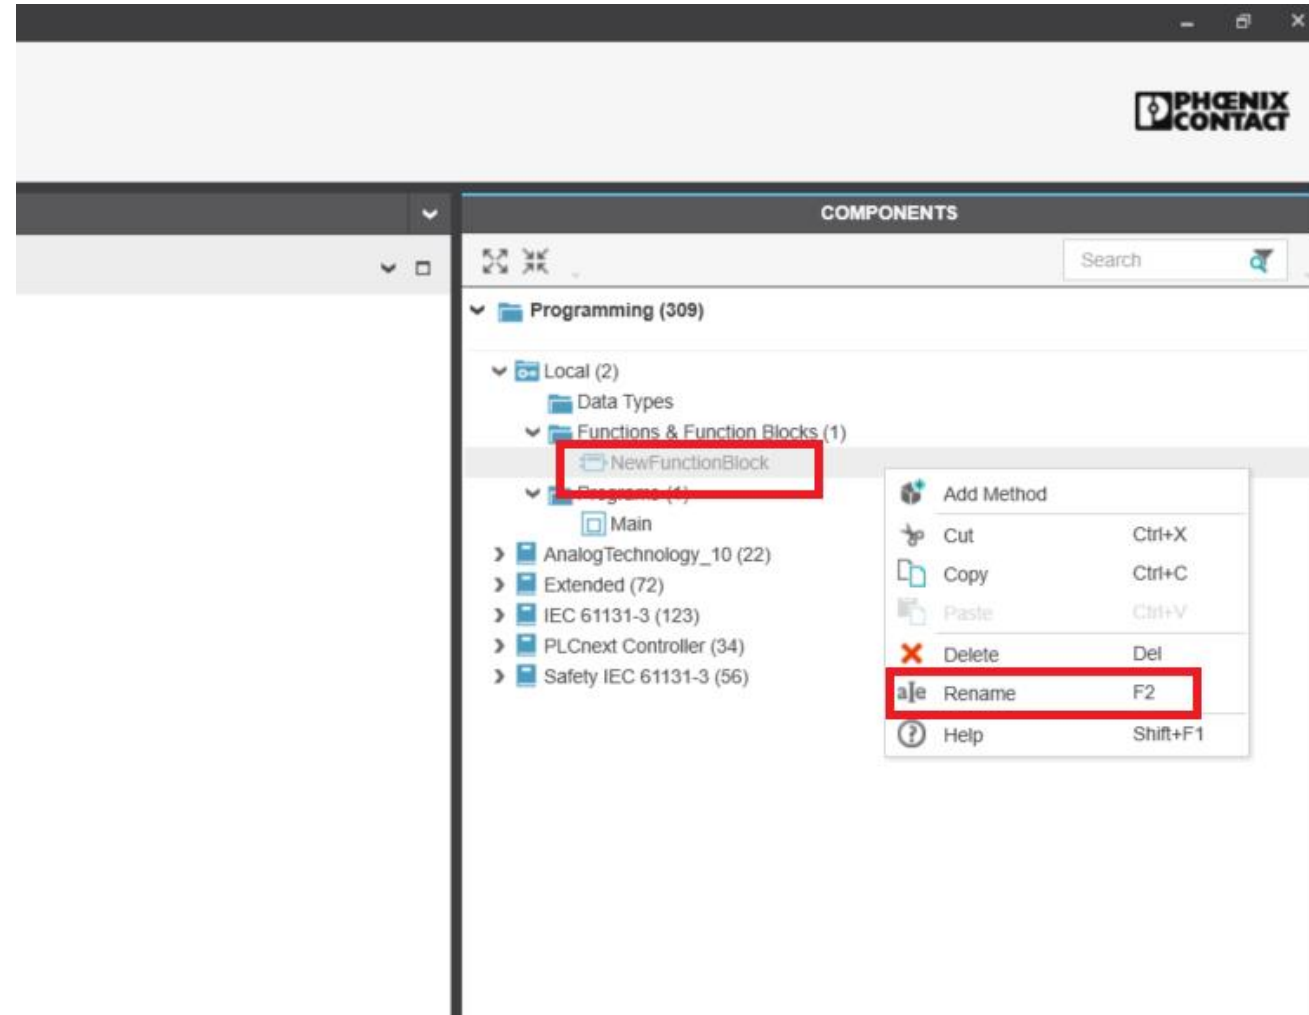 PHŒNIX
CONTACT
COMPONENTS
Search
Programming (309)
Local (2)
Data Types
Functions & Function Blocks (1)
NewFunctionBlock
Programs (1)
Main
AnalogTechnology_10 (22)
Extended (72)
IEC 61131-3 (123)
PLCnext Controller (34)
Safety IEC 61131-3 (56)
Add Method
Cut Ctrl+X
Copy Ctrl+C
Paste Ctrl+V
Delete Del
a|e Rename F2
Help Shift+F1